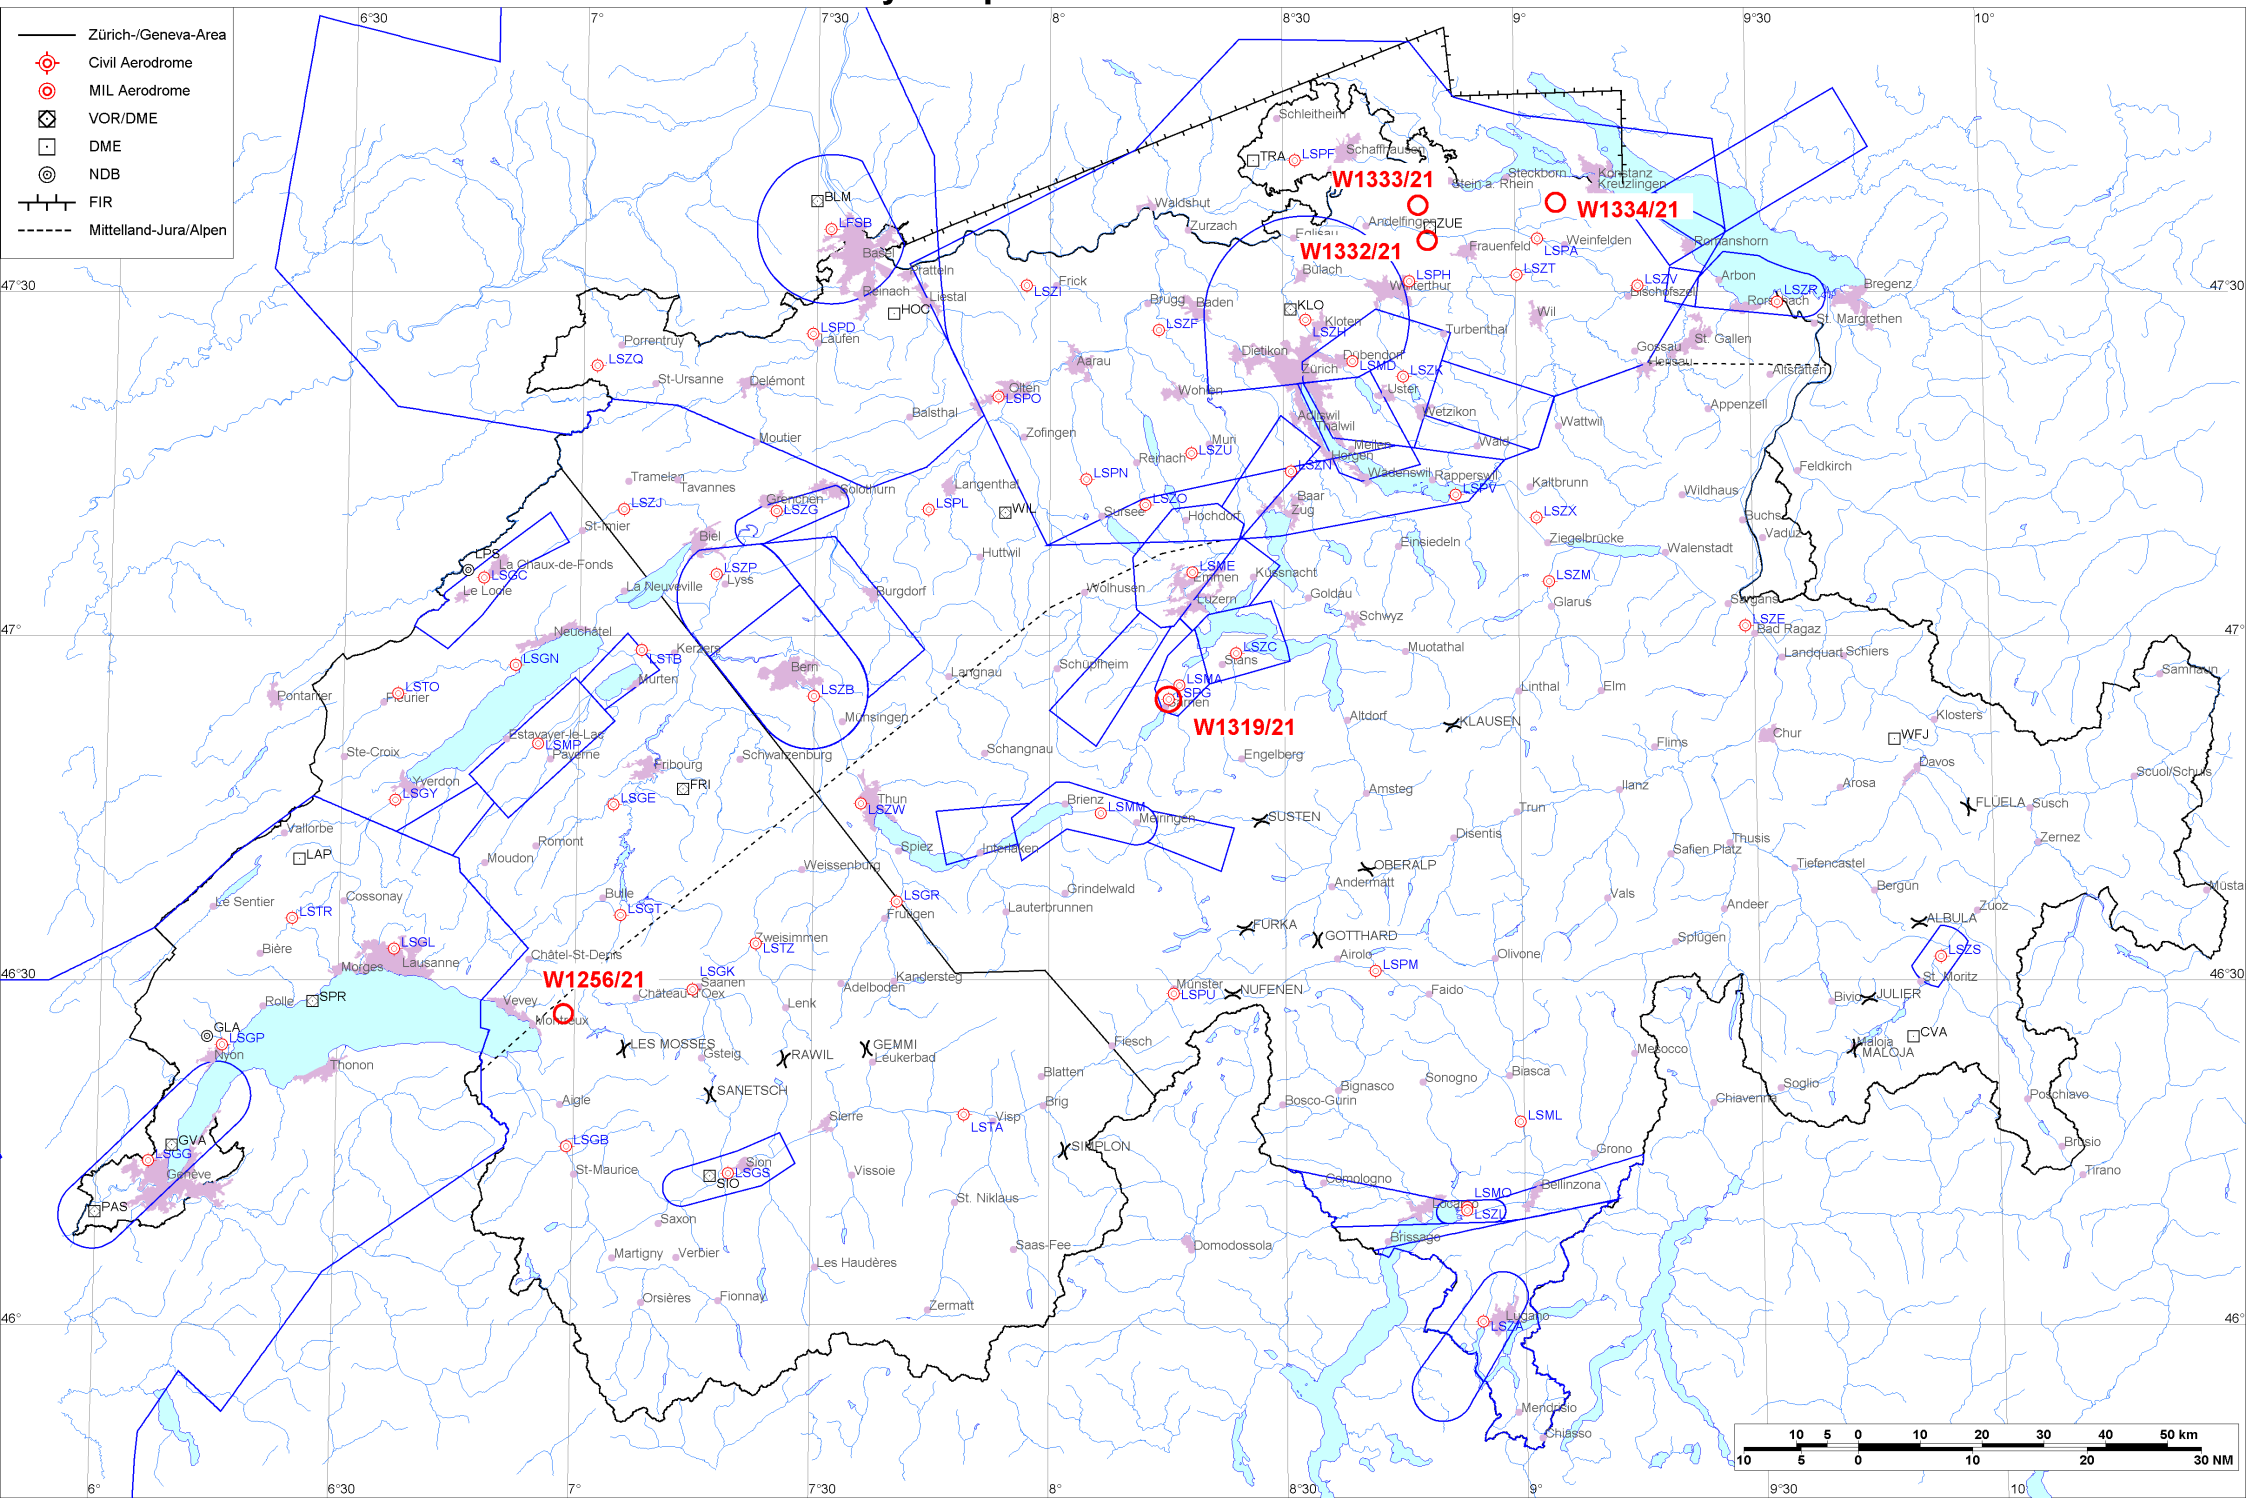 6°30
7°
7°30
8°
8°30
9°
9°30
10°
Zürich-/Geneva-Area
Civil Aerodrome
MIL Aerodrome
VOR/DME
DME
NDB
FIR
Mittelland-Jura/Alpen
Schleitheim
TRA
LSPF
Schaffhausen
W1333/21
Stein a. Rhein
Steckborn
Konstanz
Kreuzlingen
W1334/21
BLM
LFSB
Basel
Waldshut
Zurzach
Andelfingen
ZUE
Eglisau
W1332/21
Frauenfeld
LSPA
Weinfelden
Romanshorn
Pratteln
Reinach
Liestal
HOC
LSZI
Frick
Bülach
LSPH
Winterthur
LSZT
LSZV
Bischofszell
Arbon
LSZR
Rorschach
Bregenz
St. Margrethen
47°30
47°30
LSPD
Laufen
Brugg
Baden
LSZF
KLO
Kloten
LSZH
Turbenthal
Wil
Porrentruy
LSZQ
St-Ursanne
Delémont
Aarau
Dietikon
Zürich
Dübendorf
LSMD
LSZK
Uster
Gossau
St. Gallen
Herisau
Altstätten
Olten
LSPO
Balsthal
Wohlen
Wetzikon
Appenzell
Moutier
Zofingen
Adliswil
Thalwil
Meilen
Horgen
Wald
Wattwil
Muri
LSZU
Reinach
Tramelan
Tavannes
LSPN
LSZN
Wadenswil
Rapperswil
LSPV
Kaltbrunn
Wildhaus
Feldkirch
Grenchen
Solothurn
LSZG
LSZJ
Langenthal
LSPL
WIL
LSZO
Sursee
Hochdorf
Baar
Zug
LSZX
Buchs
St-Imier
Biel
Huttwil
Einsiedeln
Ziegelbrücke
Walenstadt
Vaduz
LPS
La Chaux-de-Fonds
LSGC
Le Locle
LSZP
Lyss
La Neuveville
Burgdorf
Wolhusen
LSME
Emmen
Luzern
Küssnacht
Goldau
Schwyz
LSZM
Glarus
Sargans
LSZE
Bad Ragaz
47°
47°
Neuchâtel
LSGN
LSTB
Kerzers
Murten
Bern
LSZB
Langnau
Schüpfheim
LSZC
Stans
Muotathal
Landquart
Schiers
Samnaun
Pontarlier
LSTO
Fleurier
LSMA
LSPG
Sarnen
W1319/21
Münsingen
Linthal
Elm
Altdorf
KLAUSEN
Klosters
Estavayer-le-Lac
LSMP
Payerne
Ste-Croix
Schwarzenburg
Schangnau
Engelberg
Flims
Chur
WFJ
Davos
Yverdon
LSGY
Fribourg
FRI
LSGE
Thun
LSZW
Brienz
LSMM
Meiringen
SUSTEN
Amsteg
Trun
Ilanz
Arosa
FLÜELA
Susch
Scuol/Schuls
Vallorbe
LAP
Romont
Moudon
Weissenburg
Spiez
Interlaken
Disentis
Safien Platz
Thusis
Tiefencastel
Zernez
OBERALP
Andermatt
Le Sentier
Cossonay
LSTR
Bulle
LSGT
LSGR
Frutigen
Grindelwald
Lauterbrunnen
Vals
Andeer
Bergün
Zuoz
Müsta
ALBULA
FURKA
GOTTHARD
Bière
LSGL
Lausanne
Morges
Châtel-St-Denis
Zweisimmen
LSTZ
Airolo
LSPM
Olivone
Splügen
LSZS
St. Moritz
46°30
46°30
W1256/21
LSGK
Saanen
Château d'Oex
Kandersteg
Adelboden
Münster
LSPU
NUFENEN
Faido
Bivio
JULIER
Rolle
SPR
Vevey
Montreux
Lenk
GLA
LSGP
Nyon
LES MOSSES
Gsteig
RAWIL
GEMMI
Leukerbad
Fiesch
Mesocco
Maloja
MALOJA
CVA
Thonon
Aigle
SANETSCH
Blatten
Brig
Bignasco
Bosco-Gurin
Sonogno
Biasca
Chiavenna
Soglio
Poschiavo
Sierre
LSTA
Visp
LSML
GVA
LSGG
Genève
LSGB
St-Maurice
Sion
LSGS
SIO
Vissoie
SIMPLON
Grono
Brusio
Tirano
Comologno
PAS
St. Niklaus
LSMO
Locarno
LSZL
Bellinzona
Saxon
Brissago
Martigny
Verbier
Les Haudères
Saas-Fee
Domodossola
Orsières
Fionnay
Zermatt
46°
46°
Lugano
LSZA
Mendrisio
Chiasso
10 5 0 10 20 30 40 50 km
10 5 0 10 20 30 NM
6°
6°30
7°
7°30
8°
8°30
9°
9°30
10